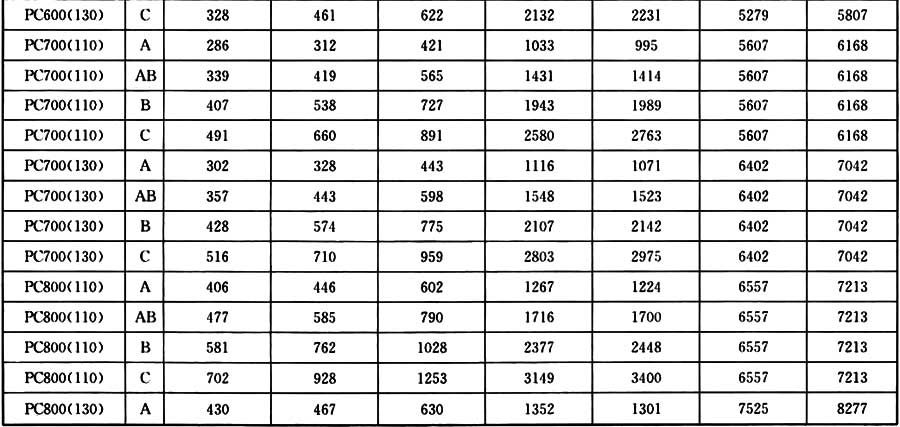 PC600(130) C 328 461 622 2132 2231 5279 5807
PC700(110) A 286 312 421 1033 995 5607 6168
PC700(110) AB 339 419 565 1431 1414 5607 6168
PC700(110) B 407 538 727 1943 1989 5607 6168
PC700(110) C 491 660 891 2580 2763 5607 6168
PC700(130) A 302 328 443 1116 1071 6402 7042
PC700(130) AB 357 443 598 1548 1523 6402 7042
PC700(130) B 428 574 775 2107 2142 6402 7042
PC700(130) C 516 710 959 2803 2975 6402 7042
PC800(110) A 406 446 602 1267 1224 6557 7213
PC800(110) AB 477 585 790 1716 1700 6557 7213
PC800(110) B 581 762 1028 2377 2448 6557 7213
PC800(110) C 702 928 1253 3149 3400 6557 7213
PC800(130) A 430 467 630 1352 1301 7525 8277